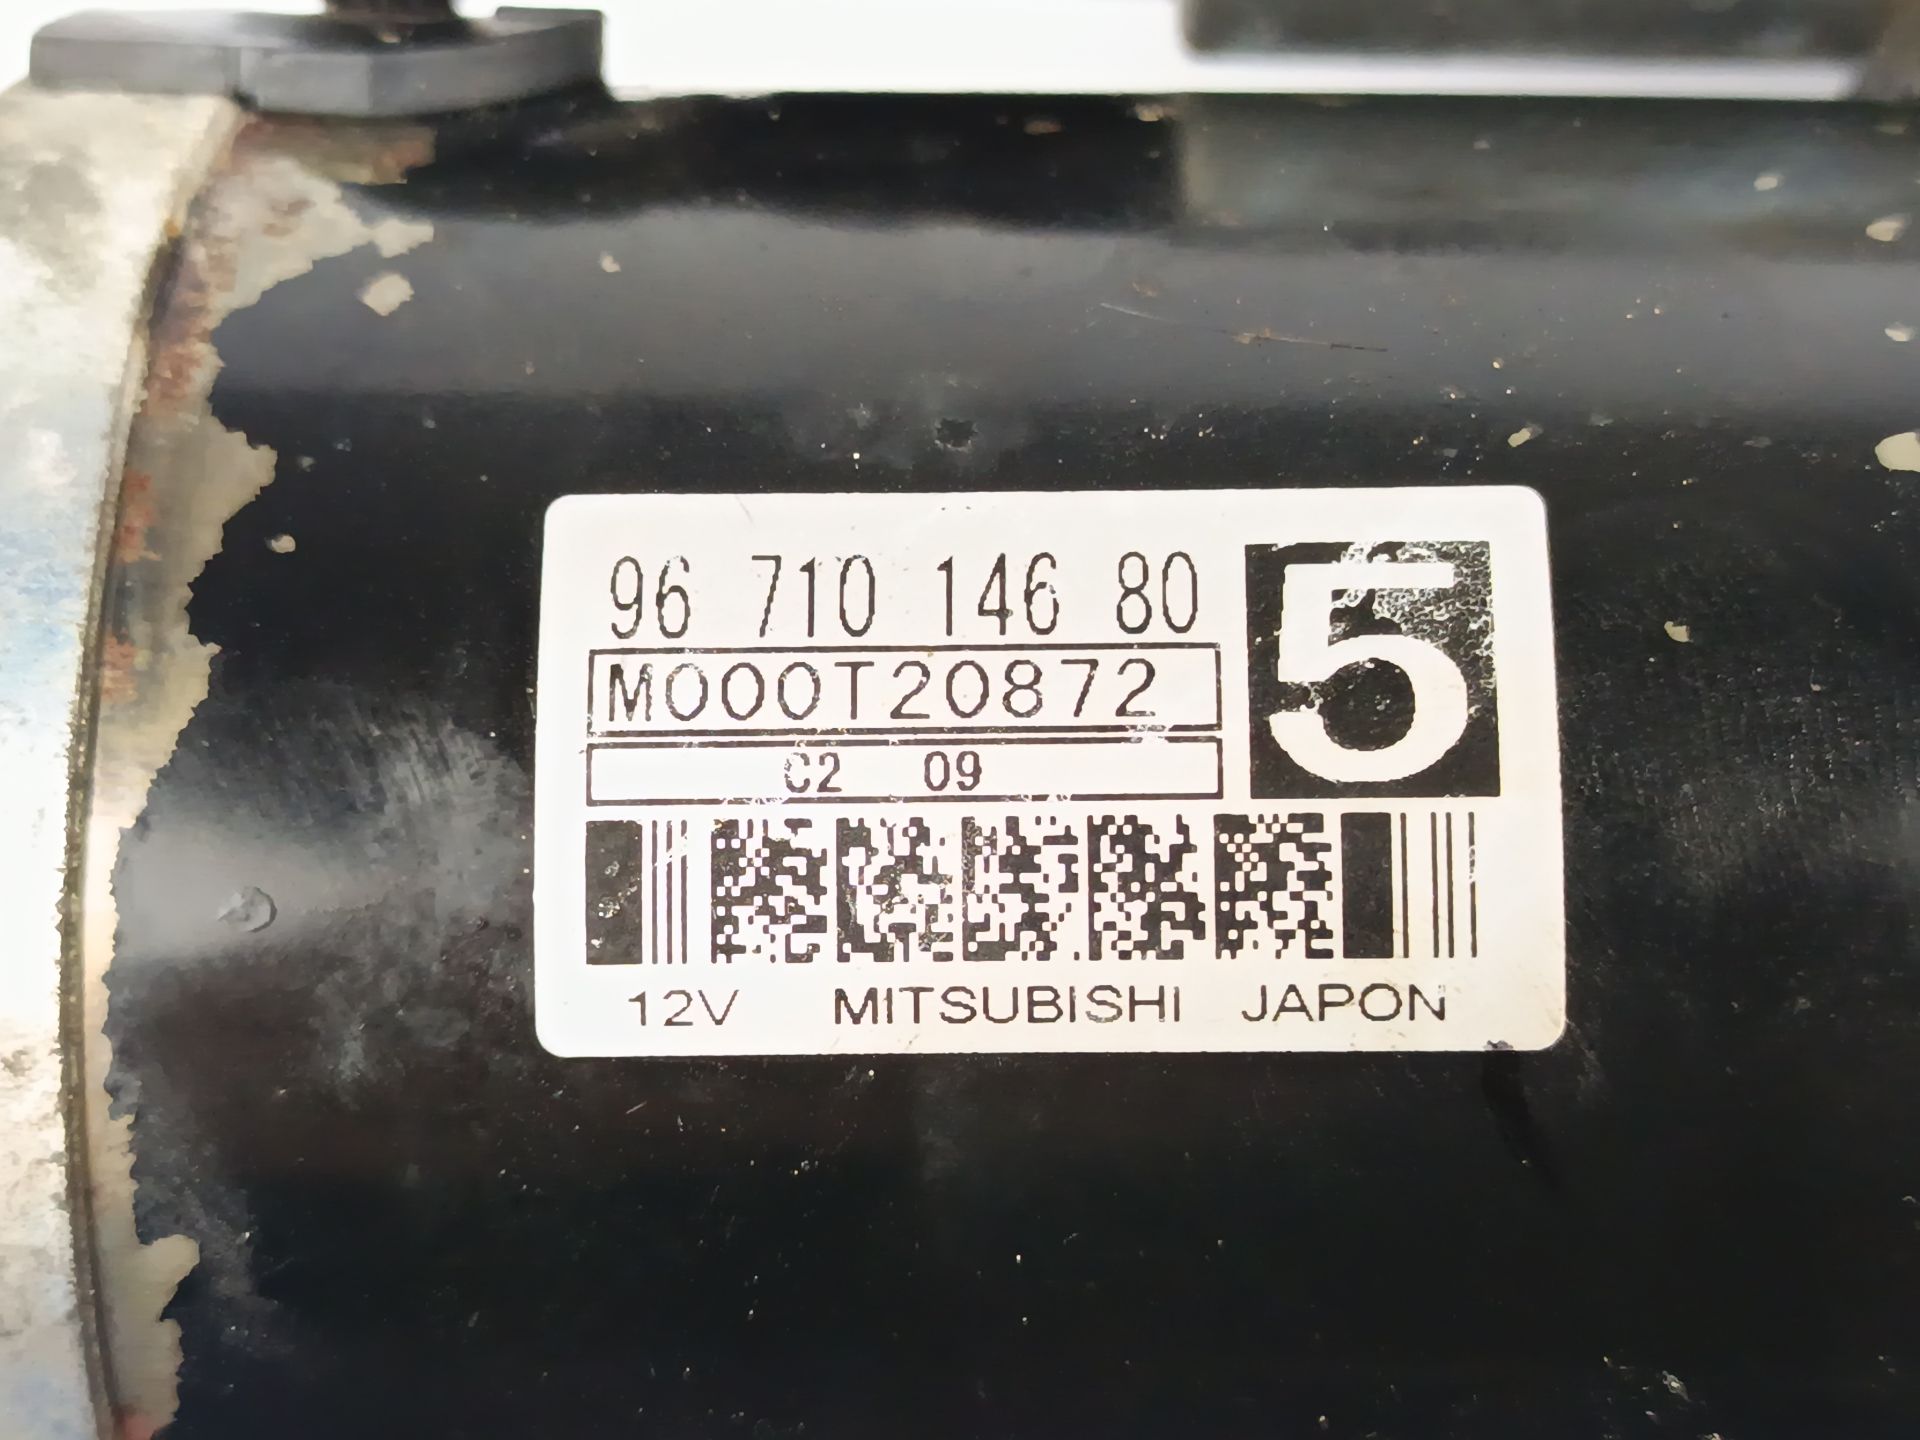 96 710 146 80
5
M000T20872
C2 09
12V MITSUBISHI JAPON